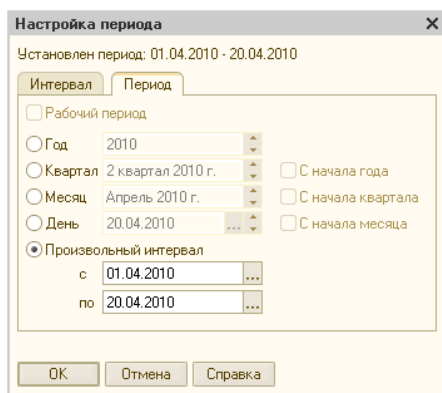 Настройка периода
Установлен период: 01.04.2010 - 20.04.2010
Интервал Период
Рабочий период
Год 2010
Квартал 2 квартал 2010 г. С начала года
Месяц Апрель 2010 г. С начала квартала
День 20.04.2010 ... С начала месяца
Произвольный интервал
с 01.04.2010 ...
по 20.04.2010 ...
OK Отмена Справка